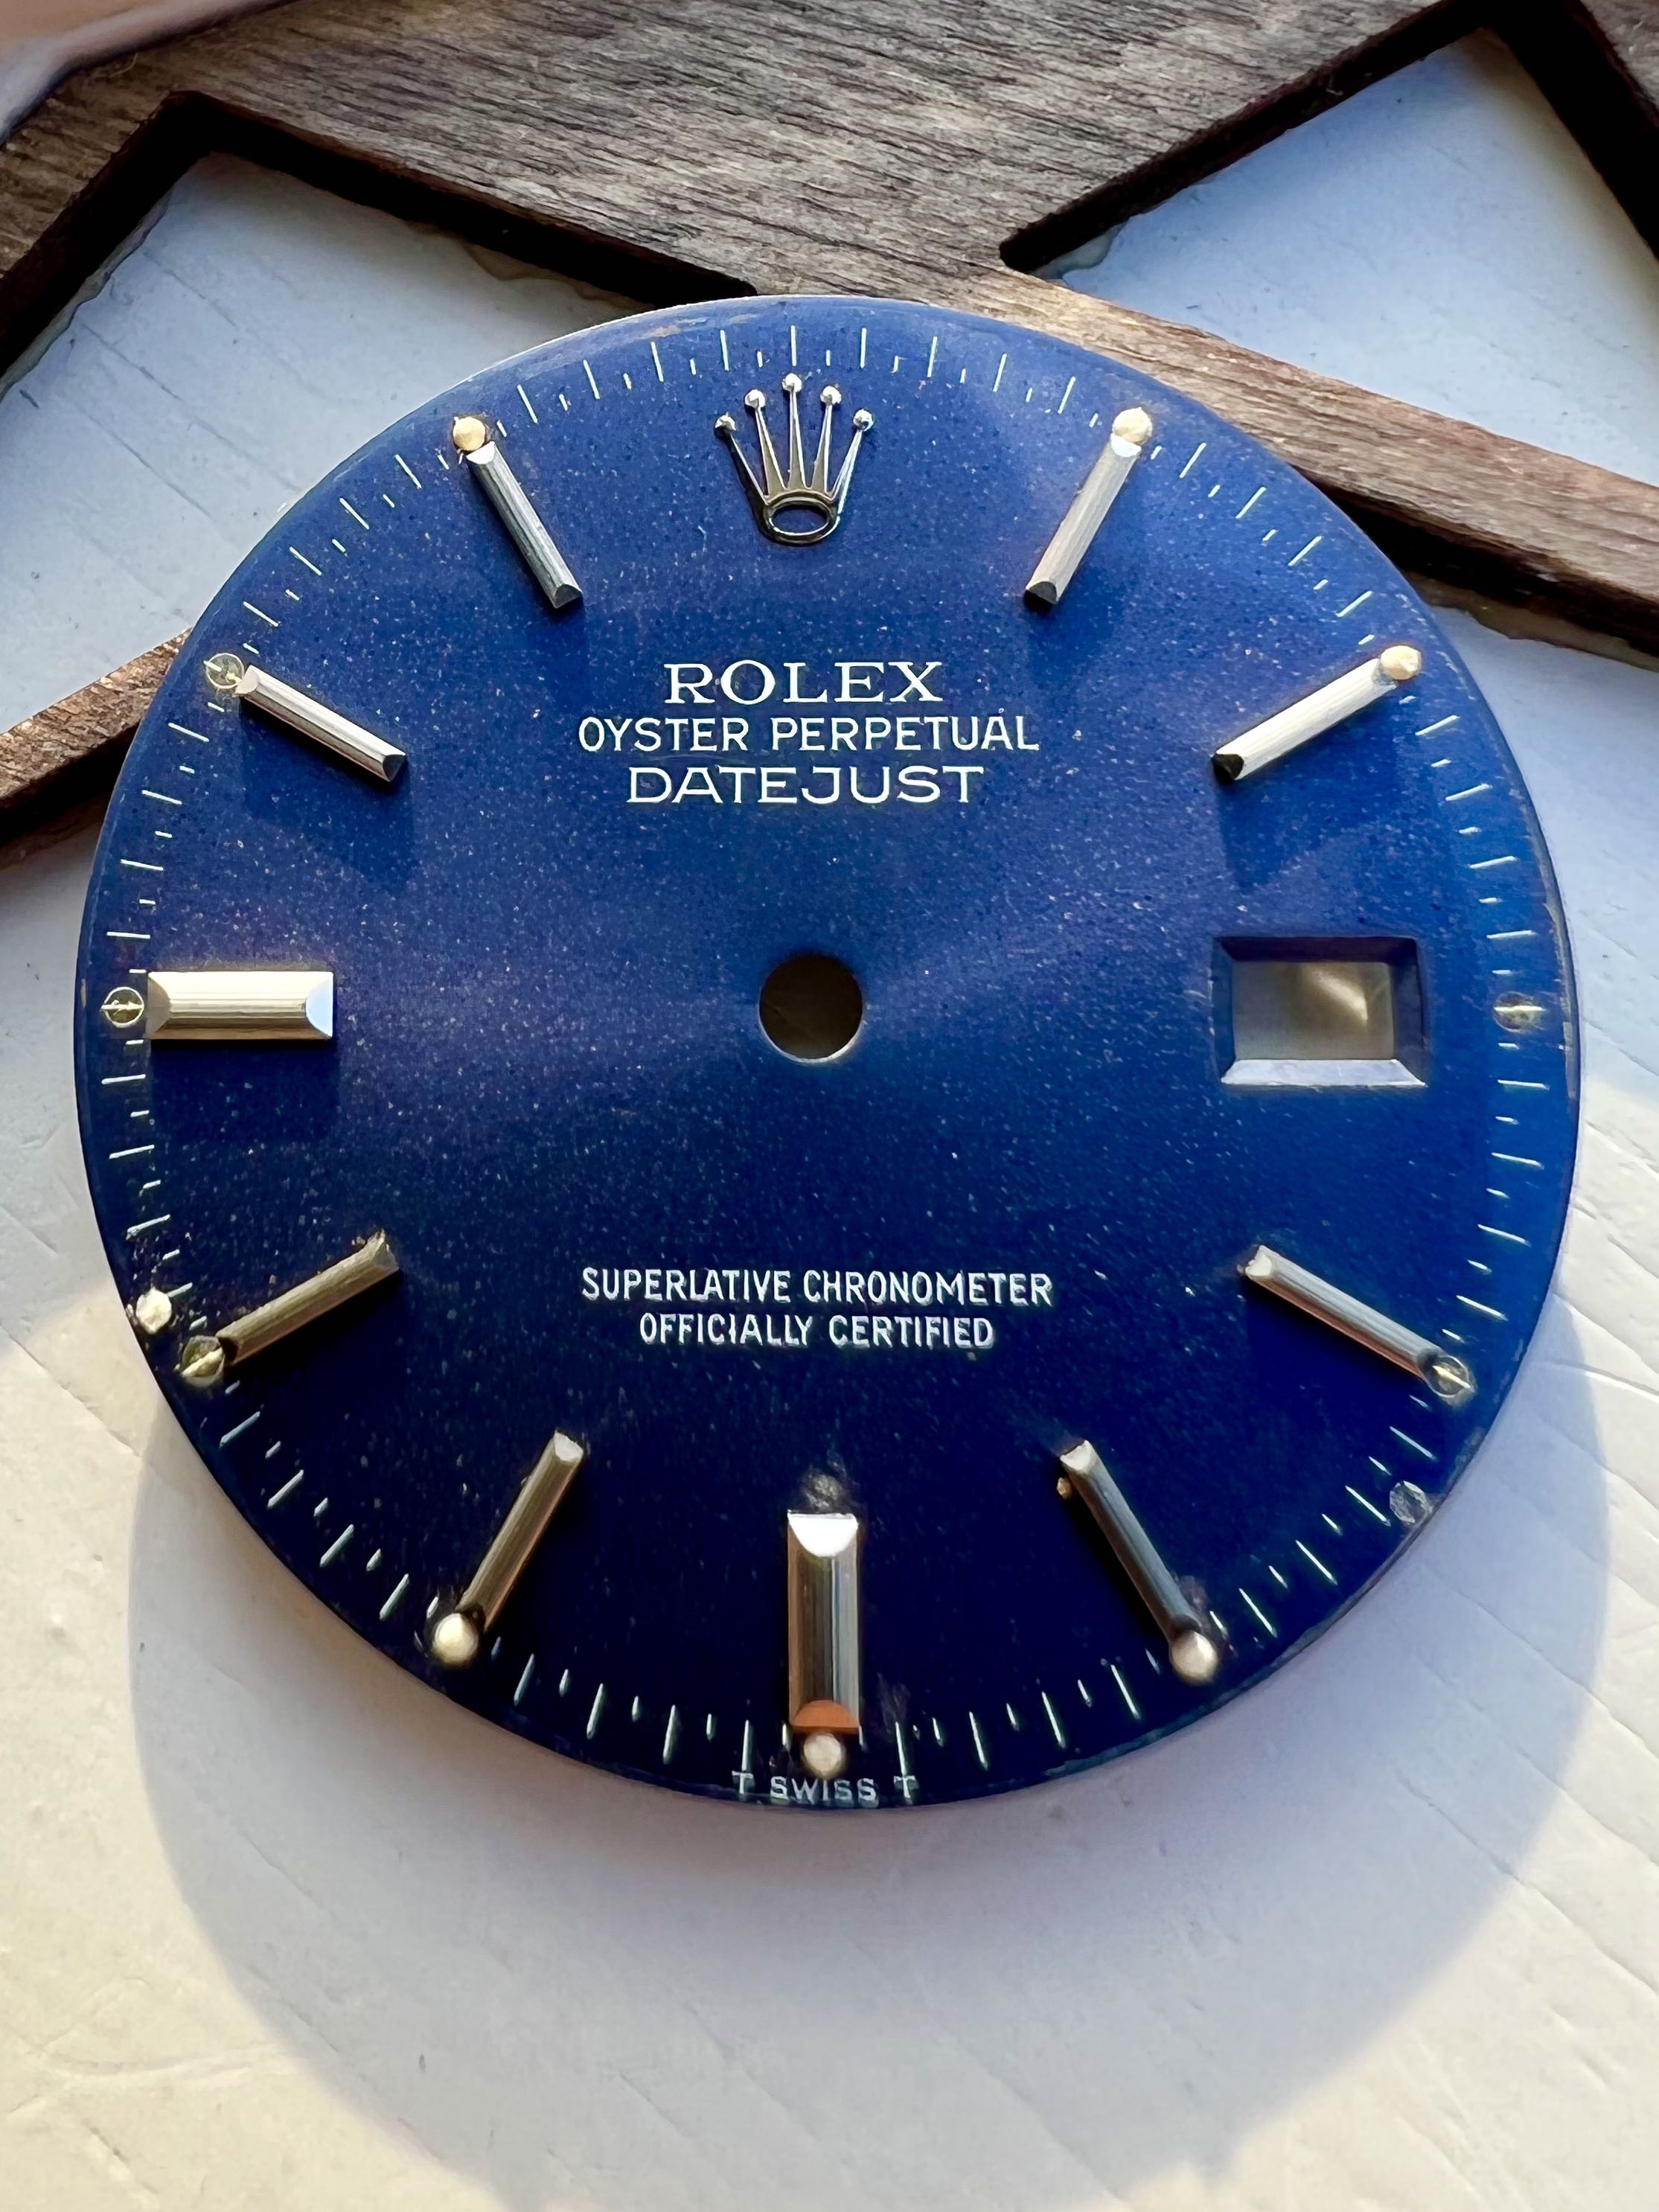 ROLEX
OYSTER PERPETUAL
DATEJUST
SUPERLATIVE CHRONOMETER
OFFICIALLY CERTIFIED
T SWISS T